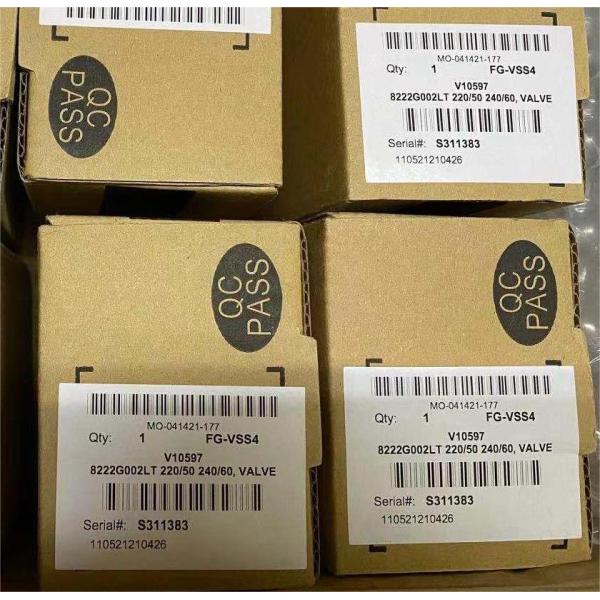 QC
PASS
MO-041421-177
Qty: 1 FG-VSS4
V10597
8222G002LT 220/50 240/60, VALVE
Serial#: S311383
110521210426
QC
PASS
MO-041421-177
Qty: 1 FG-VSS4
V10597
8222G002LT 220/50 240/60, VALVE
Serial#: S311383
110521210426
QC
PASS
MO-041421-177
Qty: 1 FG-VSS4
V10597
8222G002LT 220/50 240/60, VALVE
Serial#: S311383
110521210426